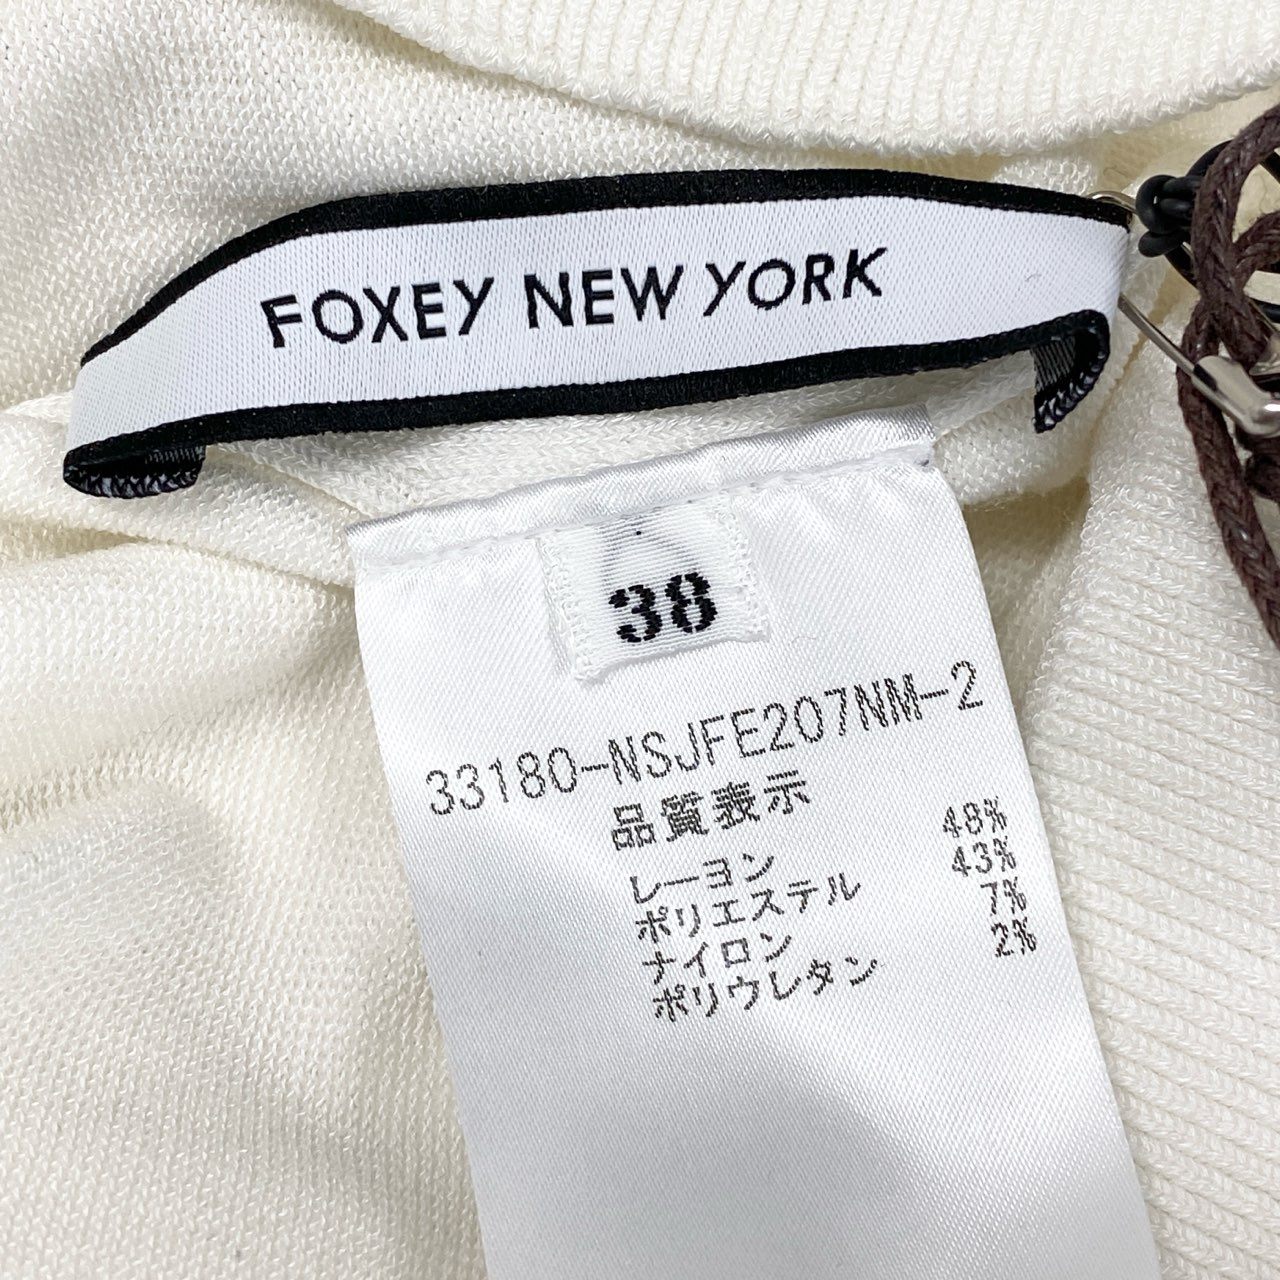 FOXEY NEW YORK
38
33180-NSJFE207NM-2
品質表示
レーヨン 48%
ポリエステル 43%
ナイロン 7%
ポリウレタン 2%